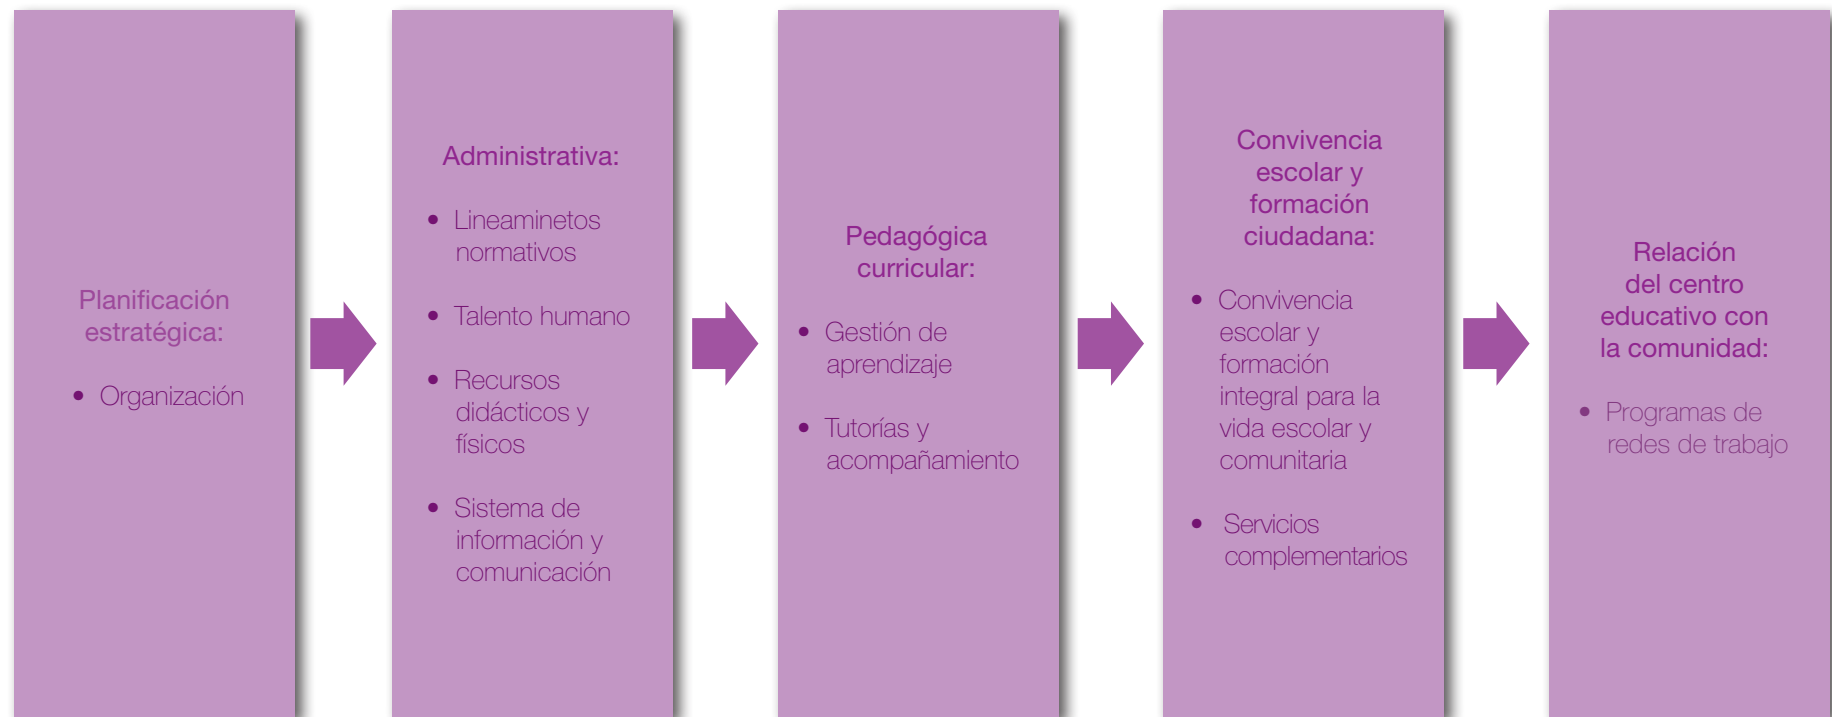 Planificación
estratégica:
• Organización
Administrativa:
• Lineaminetos
normativos
• Talento humano
• Recursos
didácticos y
físicos
• Sistema de
información y
comunicación
Pedagógica
curricular:
• Gestión de
aprendizaje
• Tutorías y
acompañamiento
Convivencia
escolar y
formación
ciudadana:
• Convivencia
escolar y
formación
integral para la
vida escolar y
comunitaria
• Servicios
complementarios
Relación
del centro
educativo con
la comunidad:
• Programas de
redes de trabajo